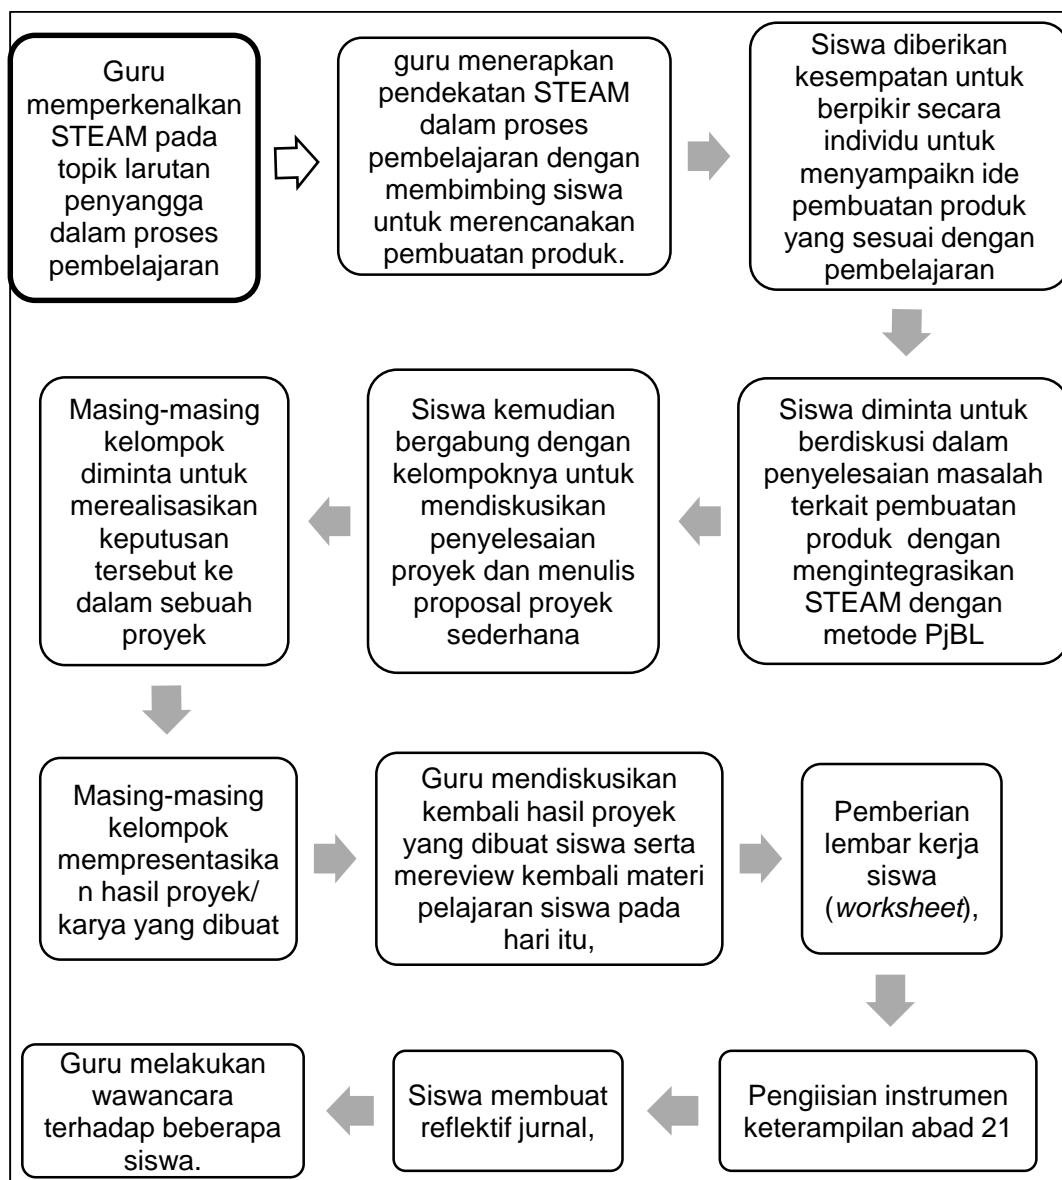 Guru
memperkenalkan
STEAM pada
topik larutan
penyangga
dalam proses
pembelajaran
guru menerapkan
pendekatan STEAM
dalam proses
pembelajaran dengan
membimbing siswa
untuk merencanakan
pembuatan produk.
Siswa diberikan
kesempatan untuk
berpikir secara
individu untuk
menyampaikn ide
pembuatan produk
yang sesuai dengan
pembelajaran
Siswa diminta untuk
berdiskusi dalam
penyelesaian masalah
terkait pembuatan
produk dengan
mengintegrasikan
STEAM dengan
metode PjBL
Siswa kemudian
bergabung dengan
kelompoknya untuk
mendiskusikan
penyelesaian
proyek dan menulis
proposal proyek
sederhana
Masing-masing
kelompok
diminta untuk
merealisasikan
keputusan
tersebut ke
dalam sebuah
proyek
Masing-masing
kelompok
mempresentasika
n hasil proyek/
karya yang dibuat
Guru mendiskusikan
kembali hasil proyek
yang dibuat siswa serta
mereview kembali materi
pelajaran siswa pada
hari itu,
Pemberian
lembar kerja
siswa
(worksheet),
Pengiisian instrumen
keterampilan abad 21
Siswa membuat
reflektif jurnal,
Guru melakukan
wawancara
terhadap beberapa
siswa.